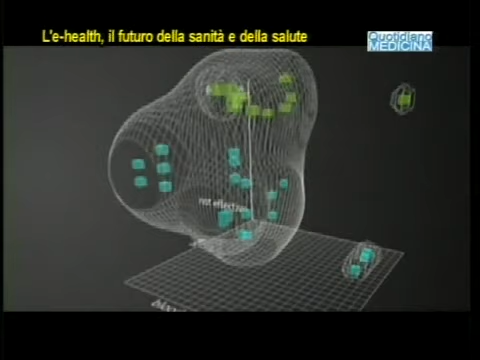 L'e-health, il futuro della sanità e della salute
Quotidiano
MEDICINA
not effective